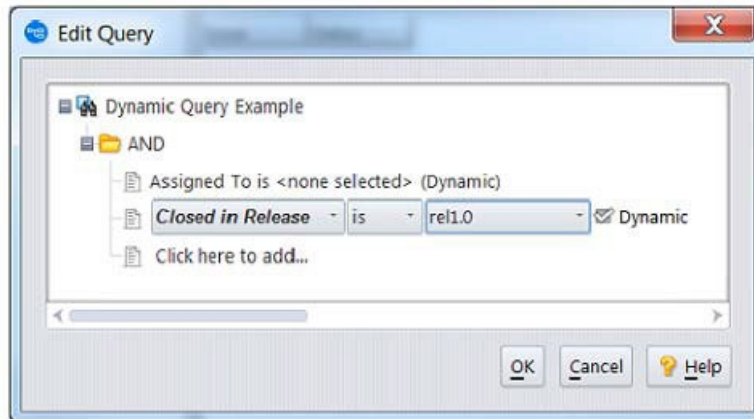 Edit Query
Dynamic Query Example
AND
Assigned To is <none selected> (Dynamic)
Closed in Release is rel1.0 Dynamic
Click here to add...
OK Cancel ? Help